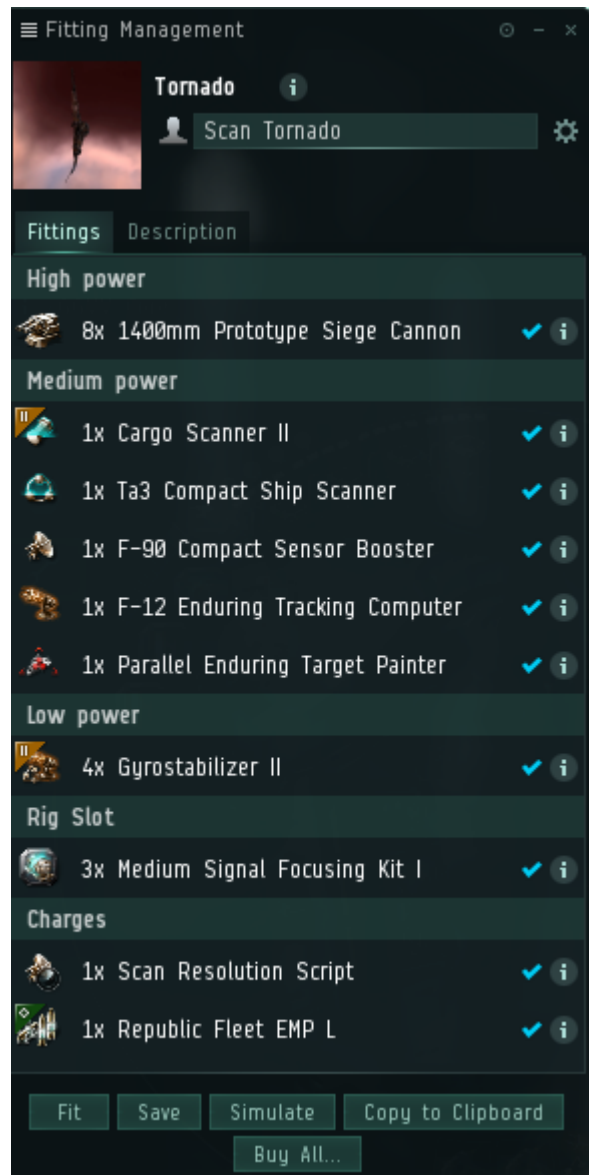 Fitting Management
Tornado
Scan Tornado
Fittings Description
High power
8x 1400mm Prototype Siege Cannon
Medium power
II
1x Cargo Scanner II
1x Ta3 Compact Ship Scanner
1x F-90 Compact Sensor Booster
1x F-12 Enduring Tracking Computer
1x Parallel Enduring Target Painter
Low power
II
4x Gyrostabilizer II
Rig Slot
3x Medium Signal Focusing Kit I
Charges
1x Scan Resolution Script
1x Republic Fleet EMP L
Fit Save Simulate Copy to Clipboard
Buy All...